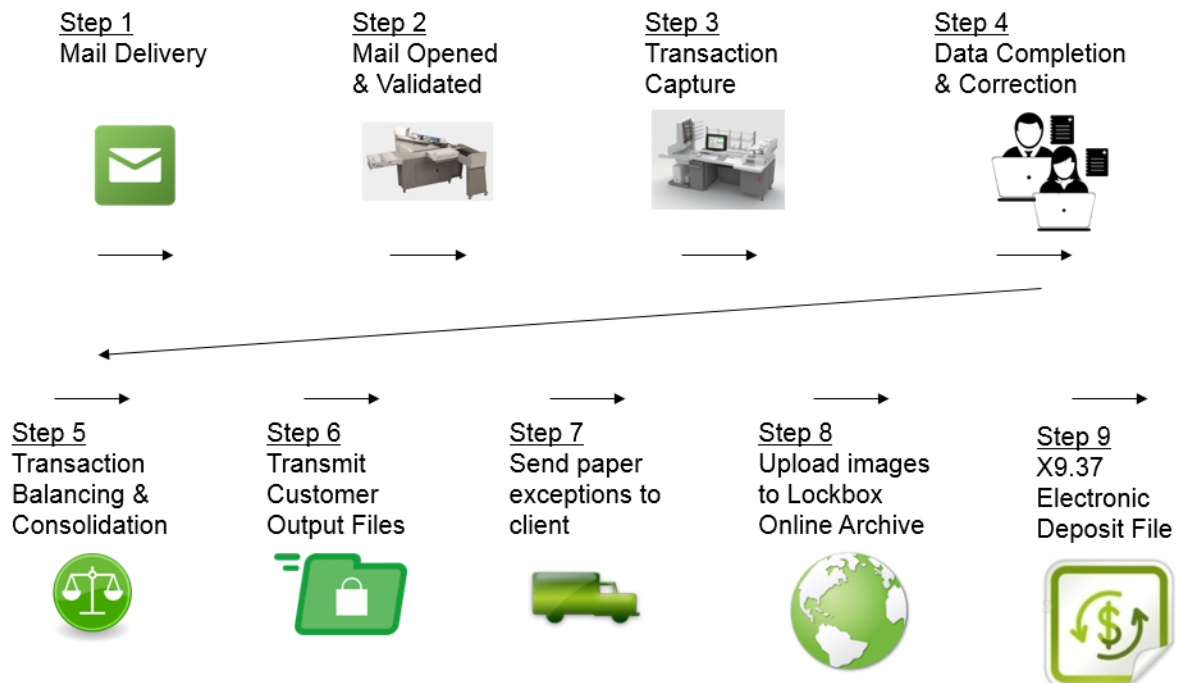 Step 1
Mail Delivery
Step 2
Mail Opened
& Validated
Step 3
Transaction
Capture
Step 4
Data Completion
& Correction
Step 5
Transaction
Balancing &
Consolidation
Step 6
Transmit
Customer
Output Files
Step 7
Send paper
exceptions to
client
Step 8
Upload images
to Lockbox
Online Archive
Step 9
X9.37
Electronic
Deposit File
$